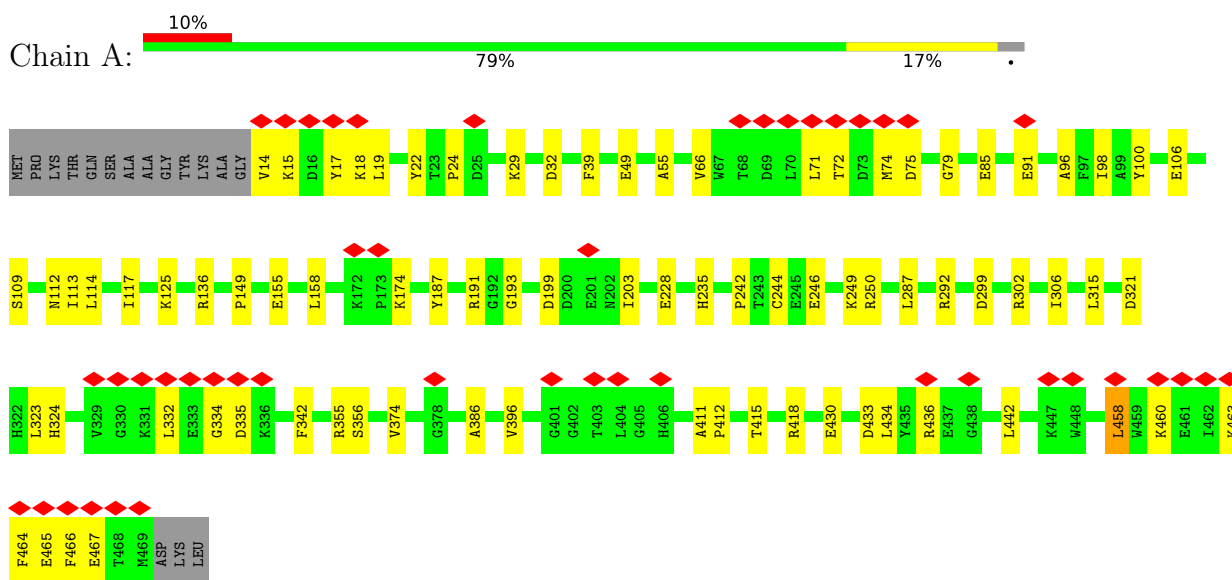 10%
Chain A:
79% 17% •
MET PRO LYS THR GLN SER ALA ALA GLY TYR LYS ALA GLY V14 K15 D16 Y17 K18 L19 Y22 T23 P24 D25 K29 D32 F39 E49 A55 V66 W67 T68 D69 L70 L71 T72 D73 M74 D75 G79 E85 E91 A96 F97 I98 A99 Y100 E106
S109 N112 I113 L114 I117 K125 R136 P149 E155 L158 K172 P173 K174 Y187 R191 G192 G193 D199 D200 E201 N202 I203 E228 H235 P242 T243 C244 E245 E246 K249 R250 L287 R292 D299 R302 I306 L315 D321
H322 L323 H324 V329 G330 K331 L332 E333 G334 D335 K336 F342 R355 S356 V374 G378 A386 V396 G401 G402 T403 L404 G405 H406 A411 P412 T415 R418 E430 D433 L434 Y435 R436 E437 G438 L442 K447 W448 L458 W459 K460 E461 I462
F464 E465 F466 E467 T468 M469 ASP LYS LEU